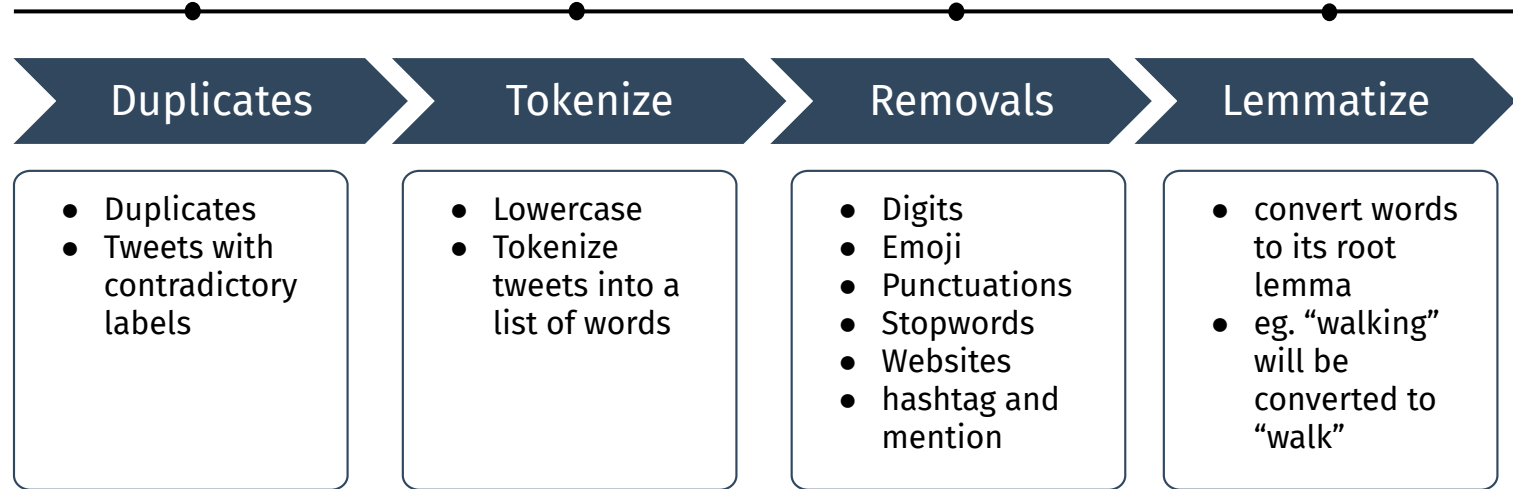 Duplicates
Tokenize
Removals
Lemmatize
● Duplicates
● Tweets with
contradictory
labels
● Lowercase
● Tokenize
tweets into a
list of words
● Digits
● Emoji
● Punctuations
● Stopwords
● Websites
● hashtag and
mention
● convert words
to its root
lemma
● eg. “walking”
will be
converted to
“walk”